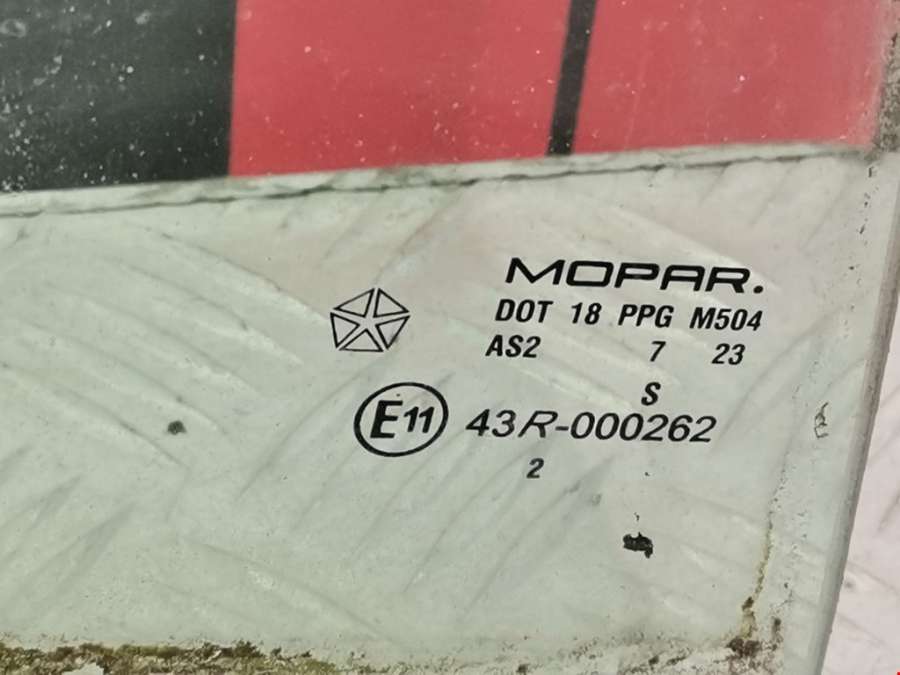 MOPAR.
DOT 18 PPG M504
AS2 7 23
S
E11 43R-000262
2